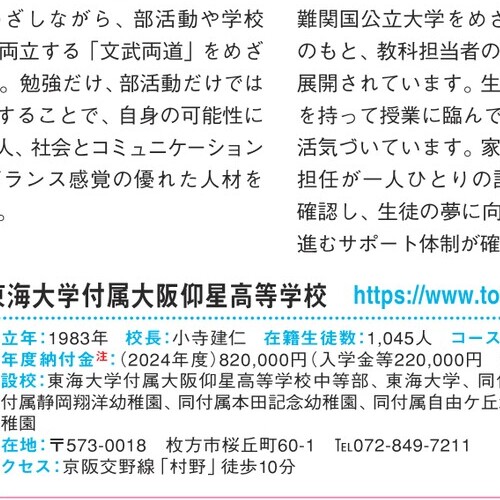 ざしながら、部活動や学校
両立する「文武両道」をめざ
。勉強だけ、部活動だけでは
することで、自身の可能性に
人、社会とコミュニケーション
ランス感覚の優れた人材を
。
難関国公立大学をめざ
のもと、教科担当者の
展開されています。生
を持って授業に臨んで
活気づいています。家
担任が一人ひとりの
確認し、生徒の夢に向
進むサポート体制が確
東海大学付属大阪仰星高等学校 https://www.to
立年：1983年 校長：小寺建仁 在籍生徒数：1,045人 コース
年度納付金注：（2024年度）820,000円（入学金等220,000円
設校：東海大学付属大阪仰星高等学校中等部、東海大学、同
付属静岡翔洋幼稚園、同付属本田記念幼稚園、同付属自由ケ丘
稚園
在地：〒573-0018 枚方市桜丘町60-1 ℡072-849-7211
クセス：京阪交野線「村野」徒歩10分